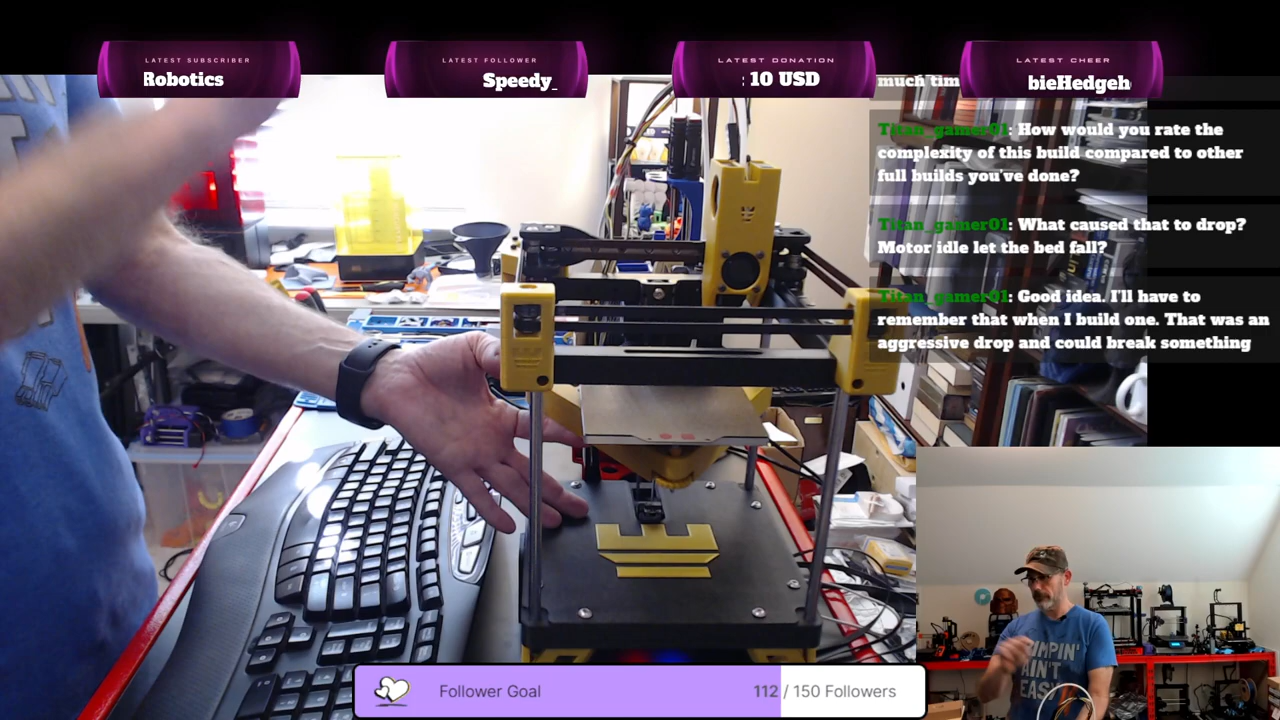 LATEST SUBSCRIBER
Robotics
LATEST FOLLOWER
Speedy_
LATEST DONATION
: 10 USD
LATEST CHEER
bieHedgeh
much tim
Titan_gamer01: How would you rate the
complexity of this build compared to other
full builds you've done?
Titan_gamer01: What caused that to drop?
Motor idle let the bed fall?
Titan_gamer01: Good idea. I'll have to
remember that when I build one. That was an
aggressive drop and could break something
IMPIN'
AIN'T
EASY
Follower Goal
112 / 150 Followers